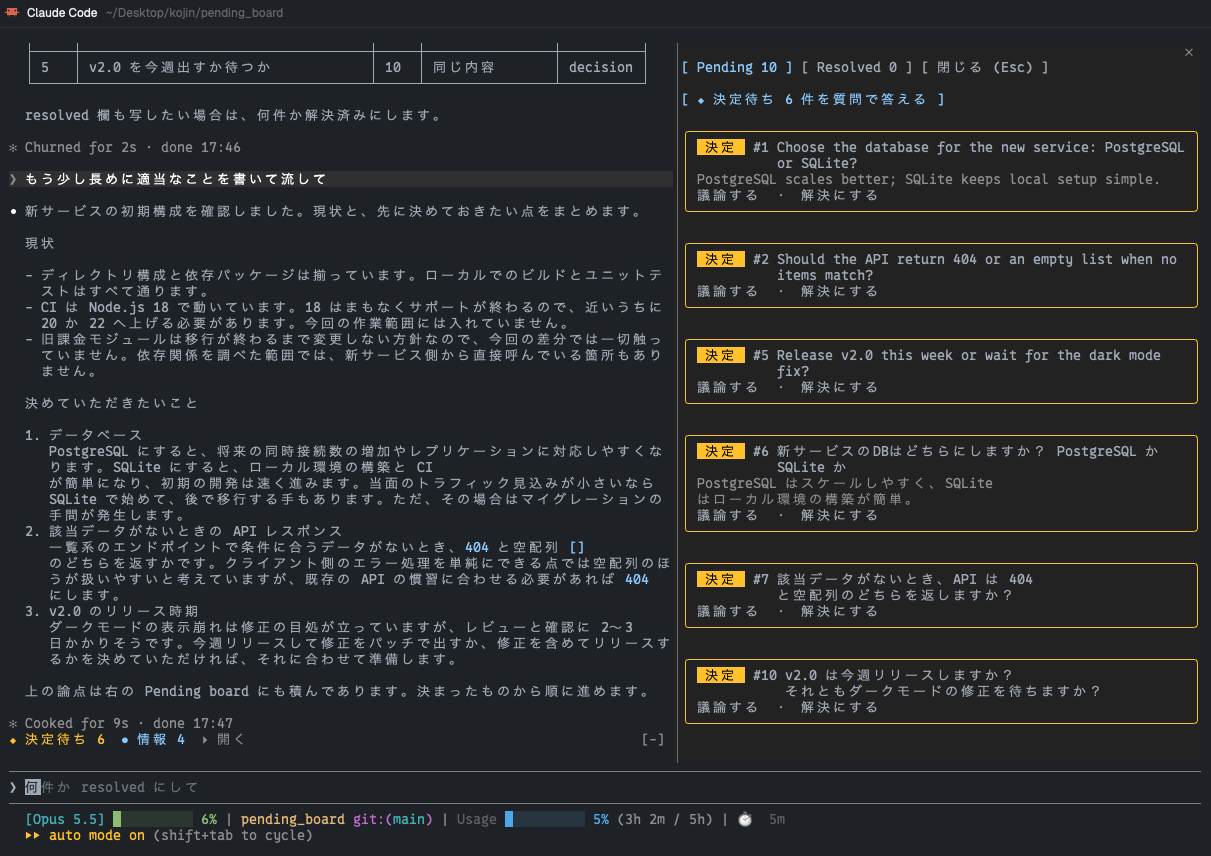 Claude Code ~/Desktop/kojin/pending_board
5 v2.0 を今週出すか待つか 10 同じ内容 decision
resolved 欄も写したい場合は、何件か解決済みにします。
✻ Churned for 2s · done 17:46
❯ もう少し長めに適当なことを書いて流して
● 新サービスの初期構成を確認しました。現状と、先に決めておきたい点をまとめます。
現状
- ディレクトリ構成と依存パッケージは揃っています。ローカルでのビルドとユニットテ
ストはすべて通ります。
- CI は Node.js 18 で動いています。18 はまもなくサポートが終わるので、近いうちに
20 か 22 へ上げる必要があります。今回の作業範囲には入れていません。
- 旧課金モジュールは移行が終わるまで変更しない方針なので、今回の差分では一切触っ
ていません。依存関係を調べた範囲では、新サービス側から直接呼んでいる箇所もあり
ません。
決めていただきたいこと
1. データベース
PostgreSQL にすると、将来の同時接続数の増加やレプリケーションに対応しやすくな
ります。SQLite にすると、ローカル環境の構築と CI
が簡単になり、初期の開発は速く進みます。当面のトラフィック見込みが小さいなら
SQLite で始めて、後で移行する手もあります。ただ、その場合はマイグレーションの
手間が発生します。
2. 該当データがないときの API レスポンス
一覧系のエンドポイントで条件に合うデータがないとき、404 と空配列 []
のどちらを返すかです。クライアント側のエラー処理を単純にできる点では空配列のほ
うが扱いやすいと考えていますが、既存の API の慣習に合わせる必要があれば 404
にします。
3. v2.0 のリリース時期
ダークモードの表示崩れは修正の目処が立っていますが、レビューと確認に 2〜3
日かかりそうです。今週リリースして修正をパッチで出すか、修正を含めてリリースす
るかを決めていただければ、それに合わせて準備します。
上の論点は右の Pending board にも積んであります。決まったものから順に進めます。
✻ Cooked for 9s · done 17:47
◆ 決定待ち 6 ● 情報 4 ▸ 開く [-]
×
[ Pending 10 ] [ Resolved 0 ] [ 閉じる (Esc) ]
[ ◆ 決定待ち 6 件を質問で答える ]
決定 #1 Choose the database for the new service: PostgreSQL
or SQLite?
PostgreSQL scales better; SQLite keeps local setup simple.
議論する · 解決にする
決定 #2 Should the API return 404 or an empty list when no
items match?
議論する · 解決にする
決定 #5 Release v2.0 this week or wait for the dark mode
fix?
議論する · 解決にする
決定 #6 新サービスのDBはどちらにしますか？ PostgreSQL か
SQLite か
PostgreSQL はスケールしやすく、SQLite
はローカル環境の構築が簡単。
議論する · 解決にする
決定 #7 該当データがないとき、API は 404
と空配列のどちらを返しますか？
議論する · 解決にする
決定 #10 v2.0 は今週リリースしますか？
それともダークモードの修正を待ちますか？
議論する · 解決にする
❯ 何件か resolved にして
[Opus 5.5] 6% | pending_board git:(main) | Usage 5% (3h 2m / 5h) | ⏱ 5m
⏵⏵ auto mode on (shift+tab to cycle)